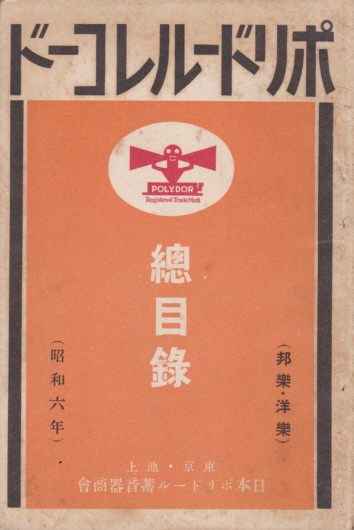 ポリドールレコード
POLYDOR
Registered Trade Mark
總目錄
(邦樂・洋樂)
(昭和六年)
東京・池上
日本ポリドール蓄音器商會